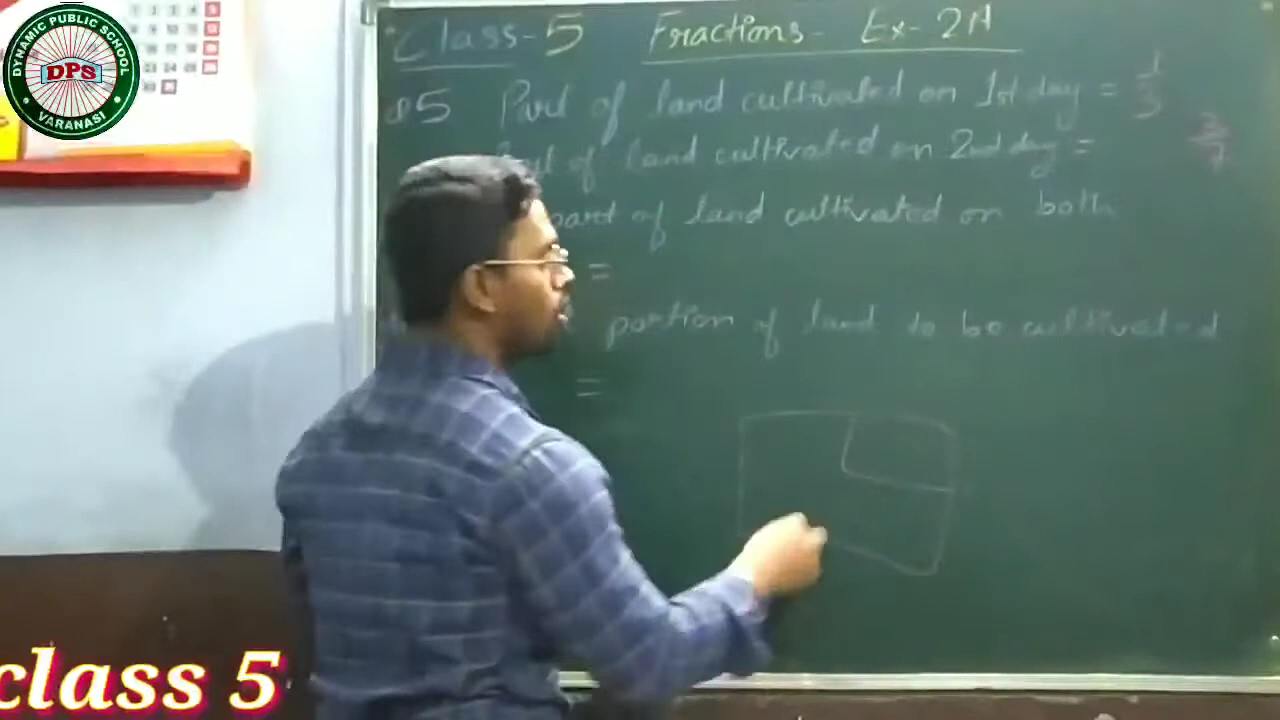 DYNAMIC PUBLIC SCHOOL
DPS
VARANASI
Class-5 Fractions- Ex-2A
Q5 Part of land cultivated on 1st day = 1/3
of land cultivated on 2nd day = 2/7
part of land cultivated on both
=
portion of land to be cultivated
=
class 5